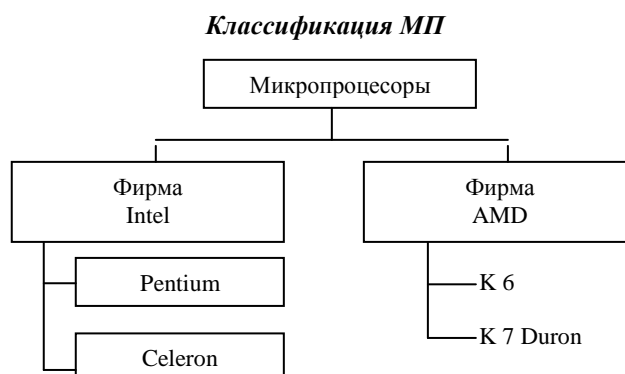 Классификация МП
Микропроцесоры
Фирма
Intel
Фирма
AMD
Pentium
Celeron
K 6
K 7 Duron